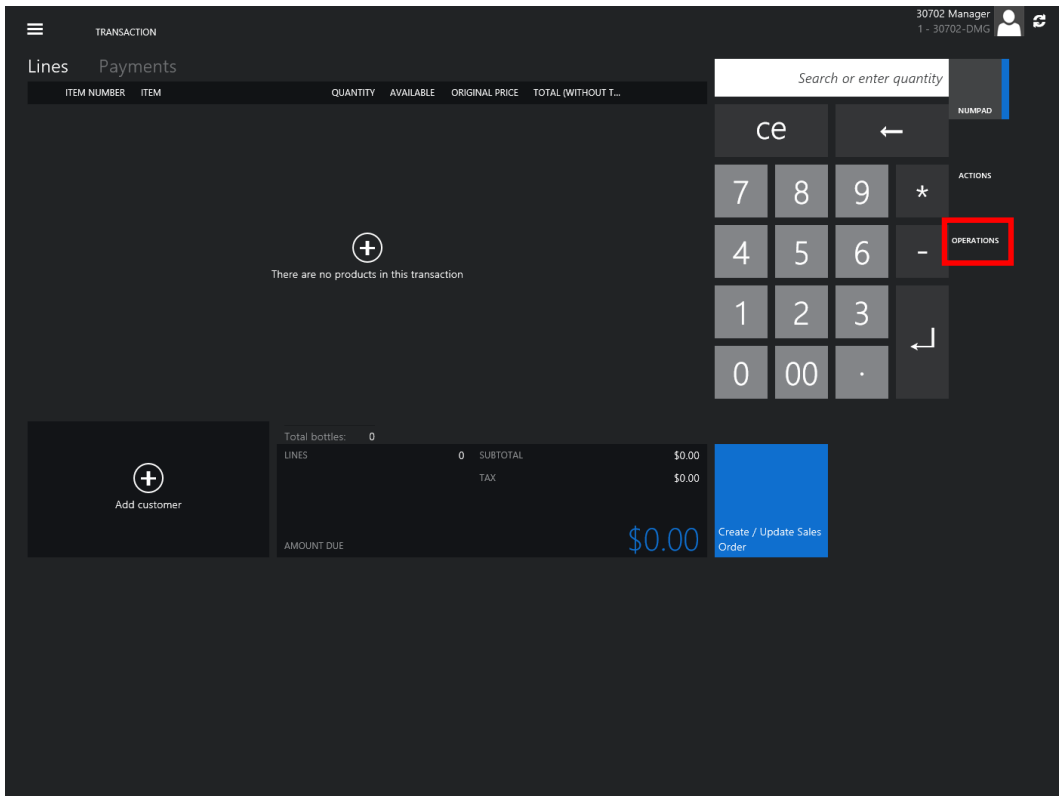 30702 Manager
1 - 30702-DMG
TRANSACTION
Lines Payments
ITEM NUMBER ITEM QUANTITY AVAILABLE ORIGINAL PRICE TOTAL (WITHOUT T...
There are no products in this transaction
Search or enter quantity
NUMPAD
ce ←
7 8 9 *
ACTIONS
4 5 6 -
OPERATIONS
1 2 3
0 00 .
Add customer
Total bottles: 0
LINES 0 SUBTOTAL $0.00
TAX $0.00
AMOUNT DUE $0.00
Create / Update Sales
Order